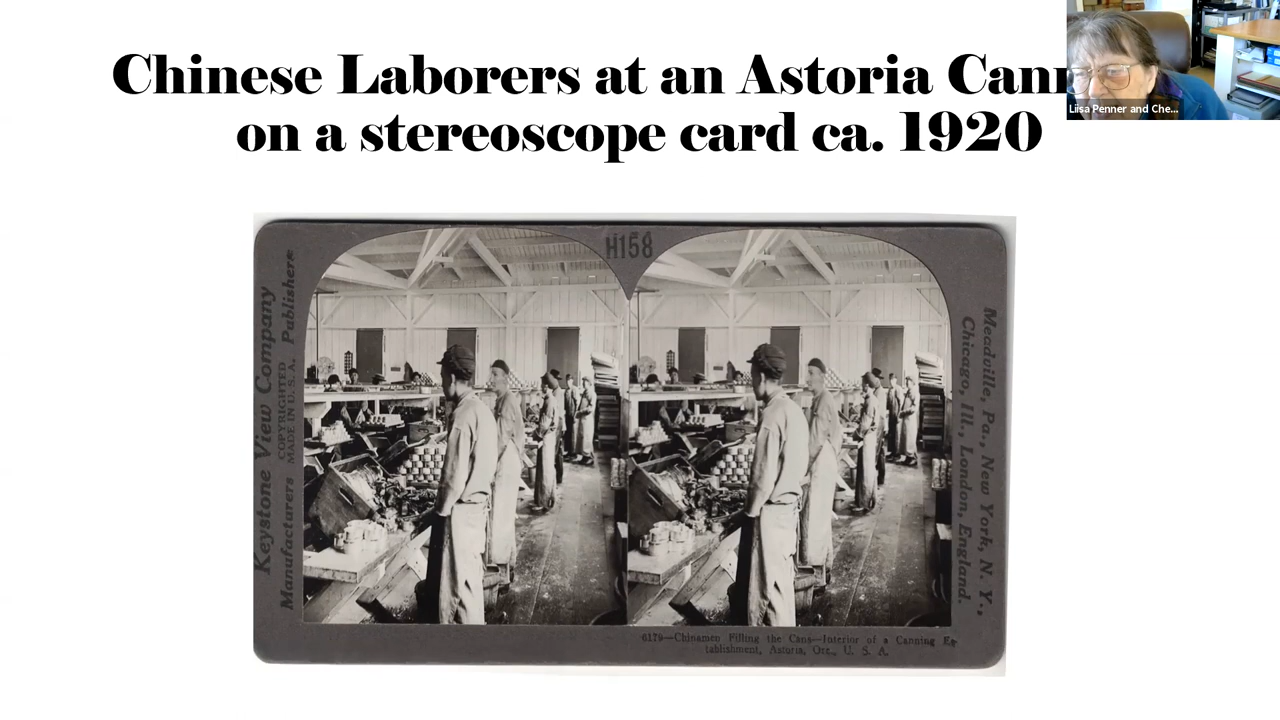 Chinese Laborers at an Astoria
on a stereoscope card ca. 1920
Liisa Penner and Che...
H158
Keystone View Company
Manufacturers Publishers
COPYRIGHTED
MADE IN U. S. A.
Meadville, Pa., New York, N. Y.,
Chicago, Ill., London, England.
6179—Chinamen Filling the Cans—Interior of a Canning Es-
tablishment, Astoria, Ore., U. S. A.